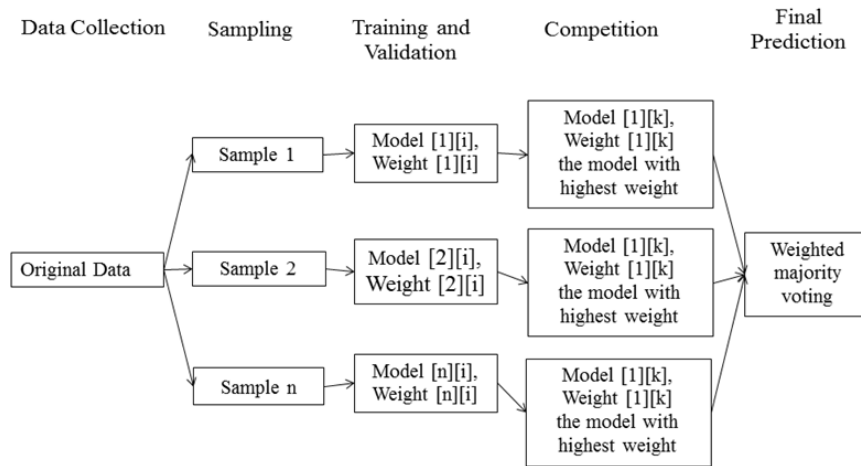 Data Collection
Sampling
Training and
Validation
Competition
Final
Prediction
Original Data
Sample 1
Model [1][i],
Weight [1][i]
Model [1][k],
Weight [1][k]
the model with
highest weight
Sample 2
Model [2][i],
Weight [2][i]
Model [1][k],
Weight [1][k]
the model with
highest weight
Sample n
Model [n][i],
Weight [n][i]
Model [1][k],
Weight [1][k]
the model with
highest weight
Weighted
majority
voting